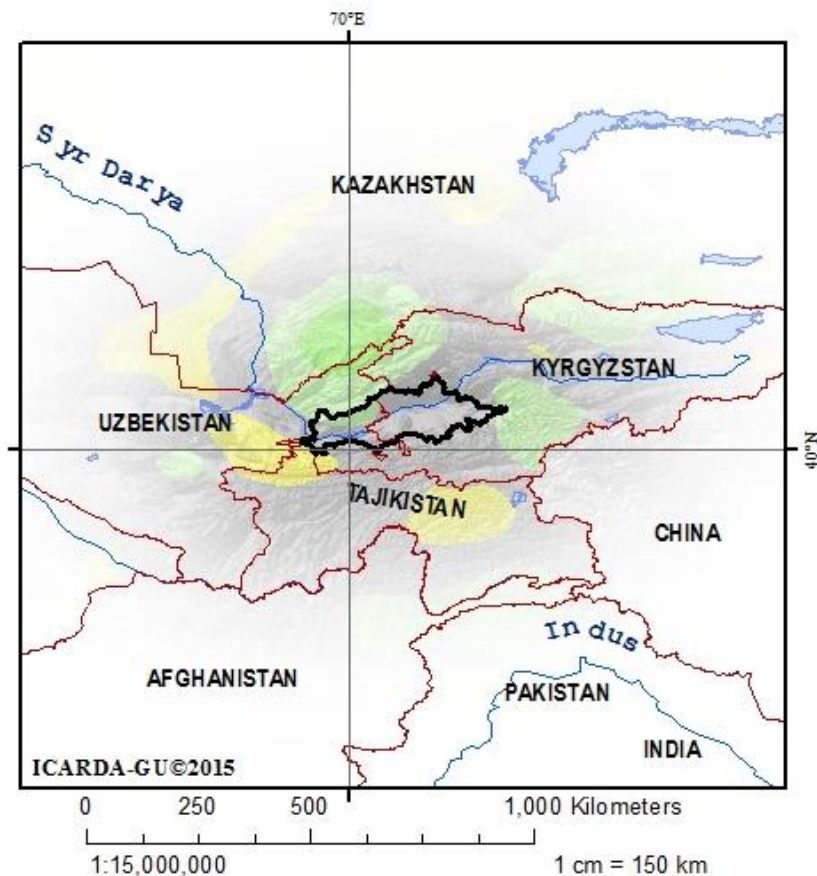 70°E
Syr Darya
KAZAKHSTAN
KYRGYZSTAN
UZBEKISTAN
40°N
TAJIKISTAN
CHINA
Indus
AFGHANISTAN
PAKISTAN
INDIA
ICARDA-GU©2015
0 250 500 1,000 Kilometers
1:15,000,000 1 cm = 150 km